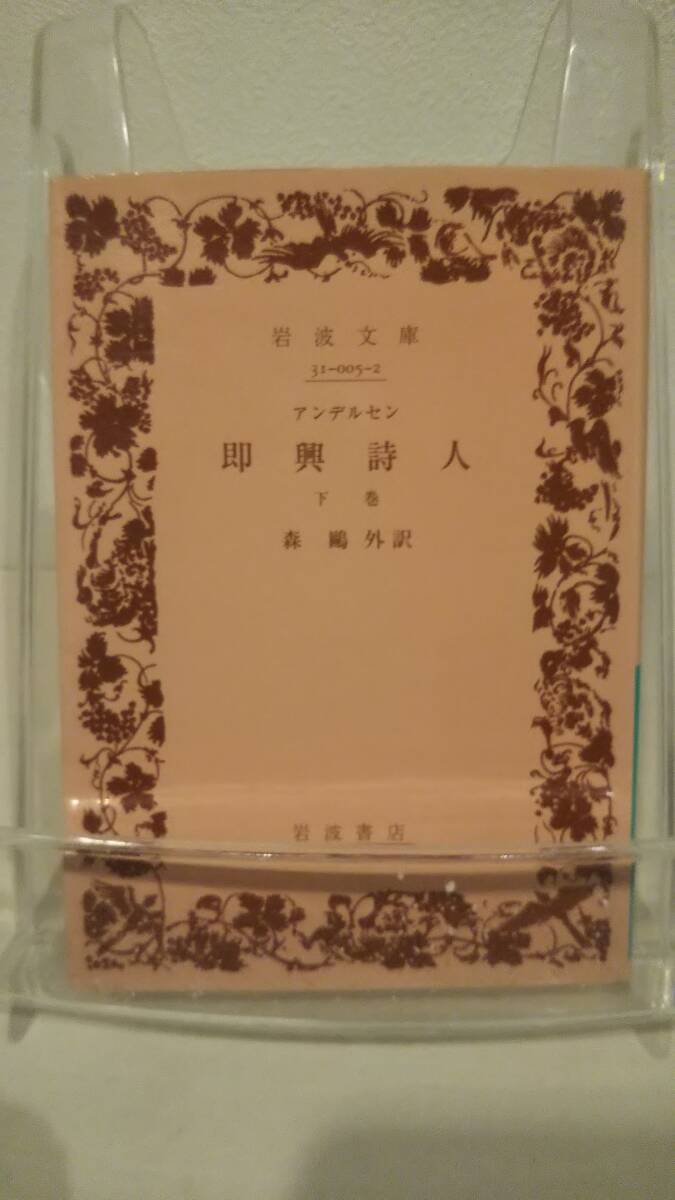 岩波文庫
31-005-2
アンデルセン
即興詩人
下巻
森鷗外訳
岩波書店